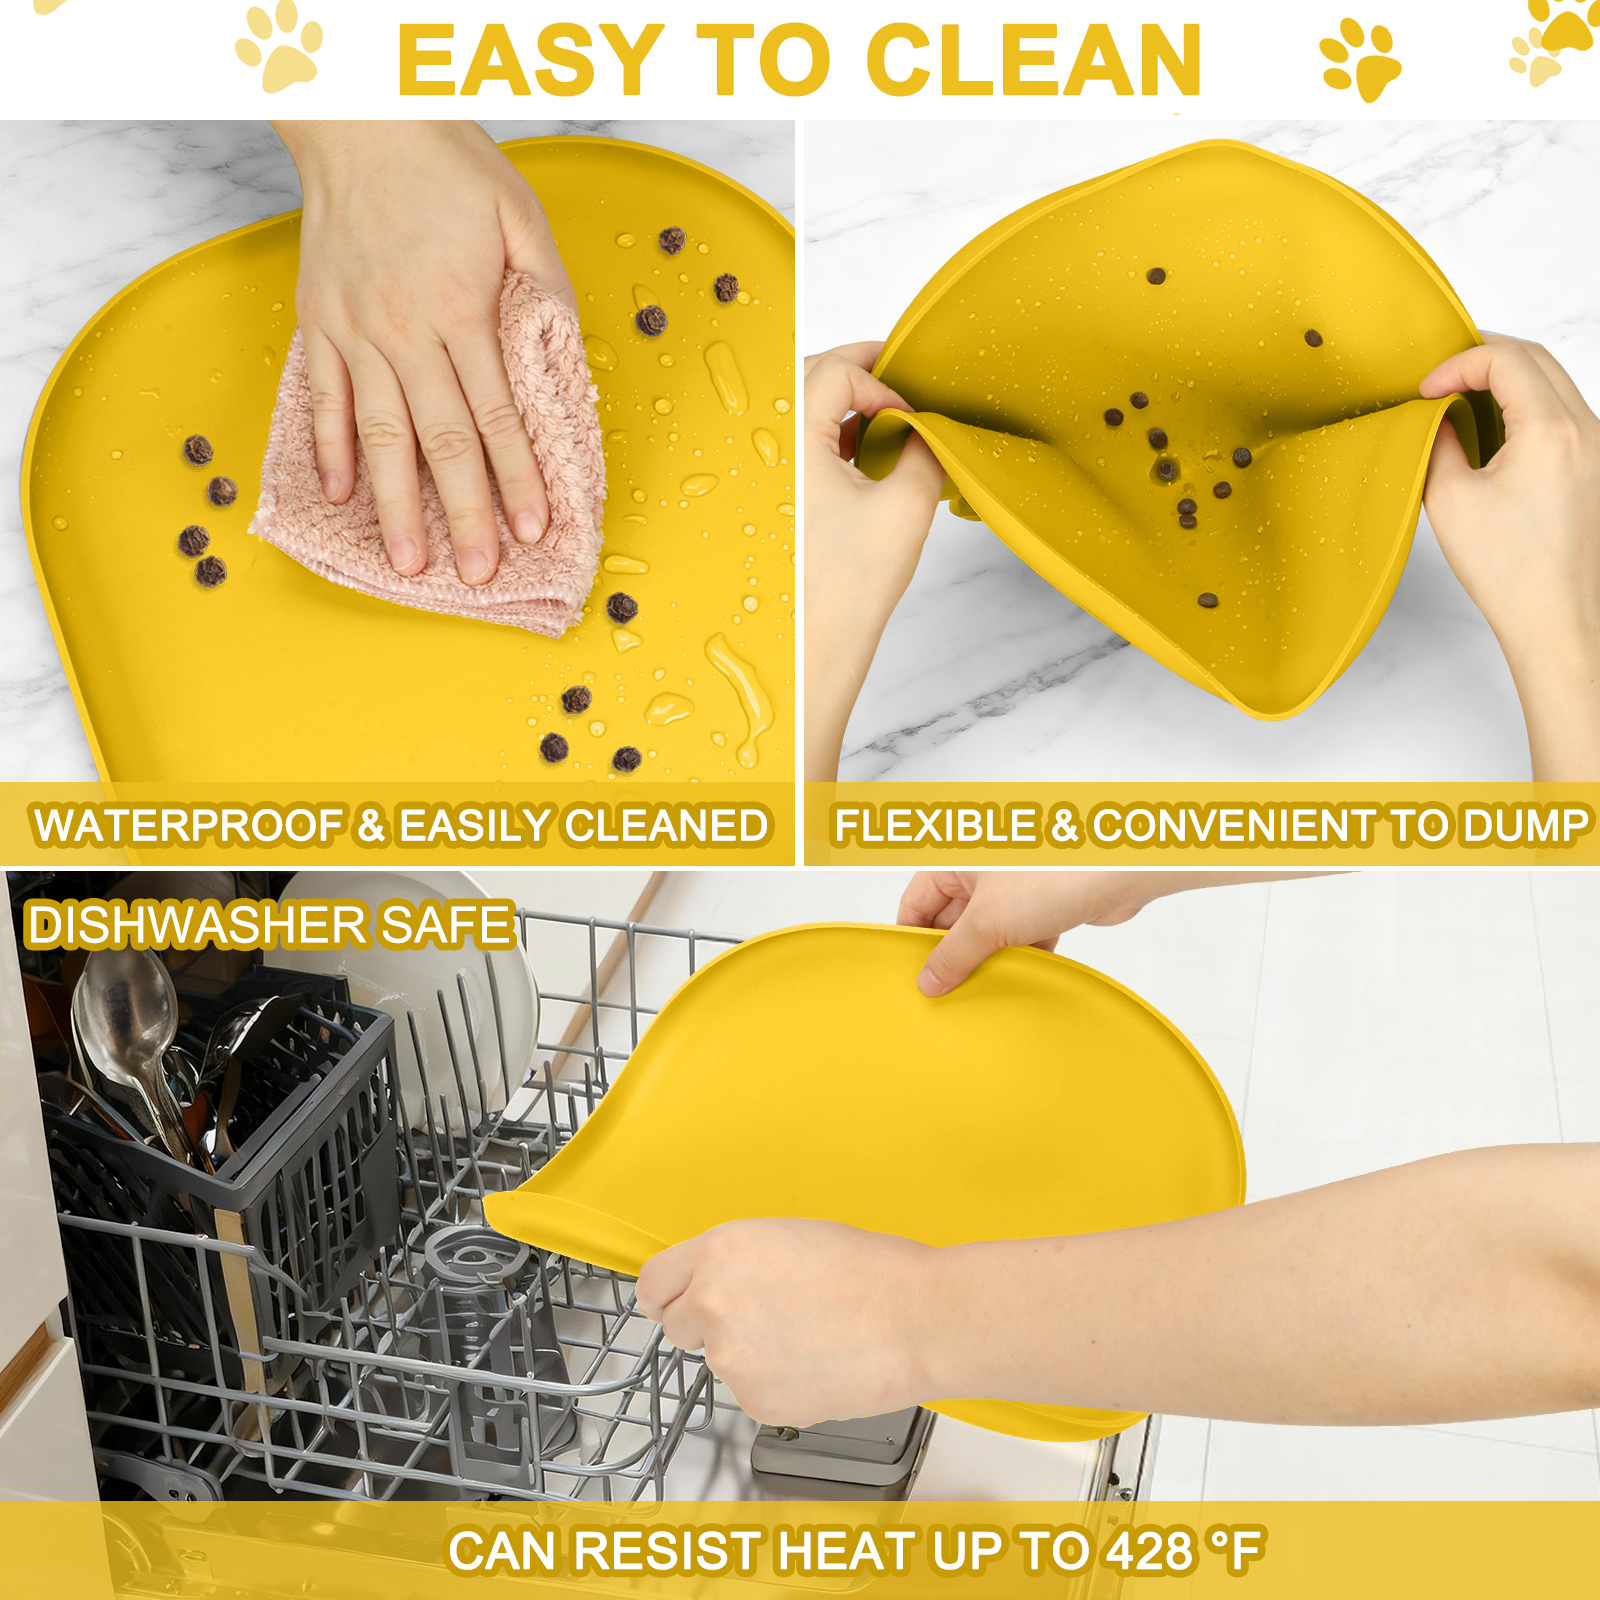 EASY TO CLEAN
WATERPROOF & EASILY CLEANED
FLEXIBLE & CONVENIENT TO DUMP
DISHWASHER SAFE
CAN RESIST HEAT UP TO 428 °F